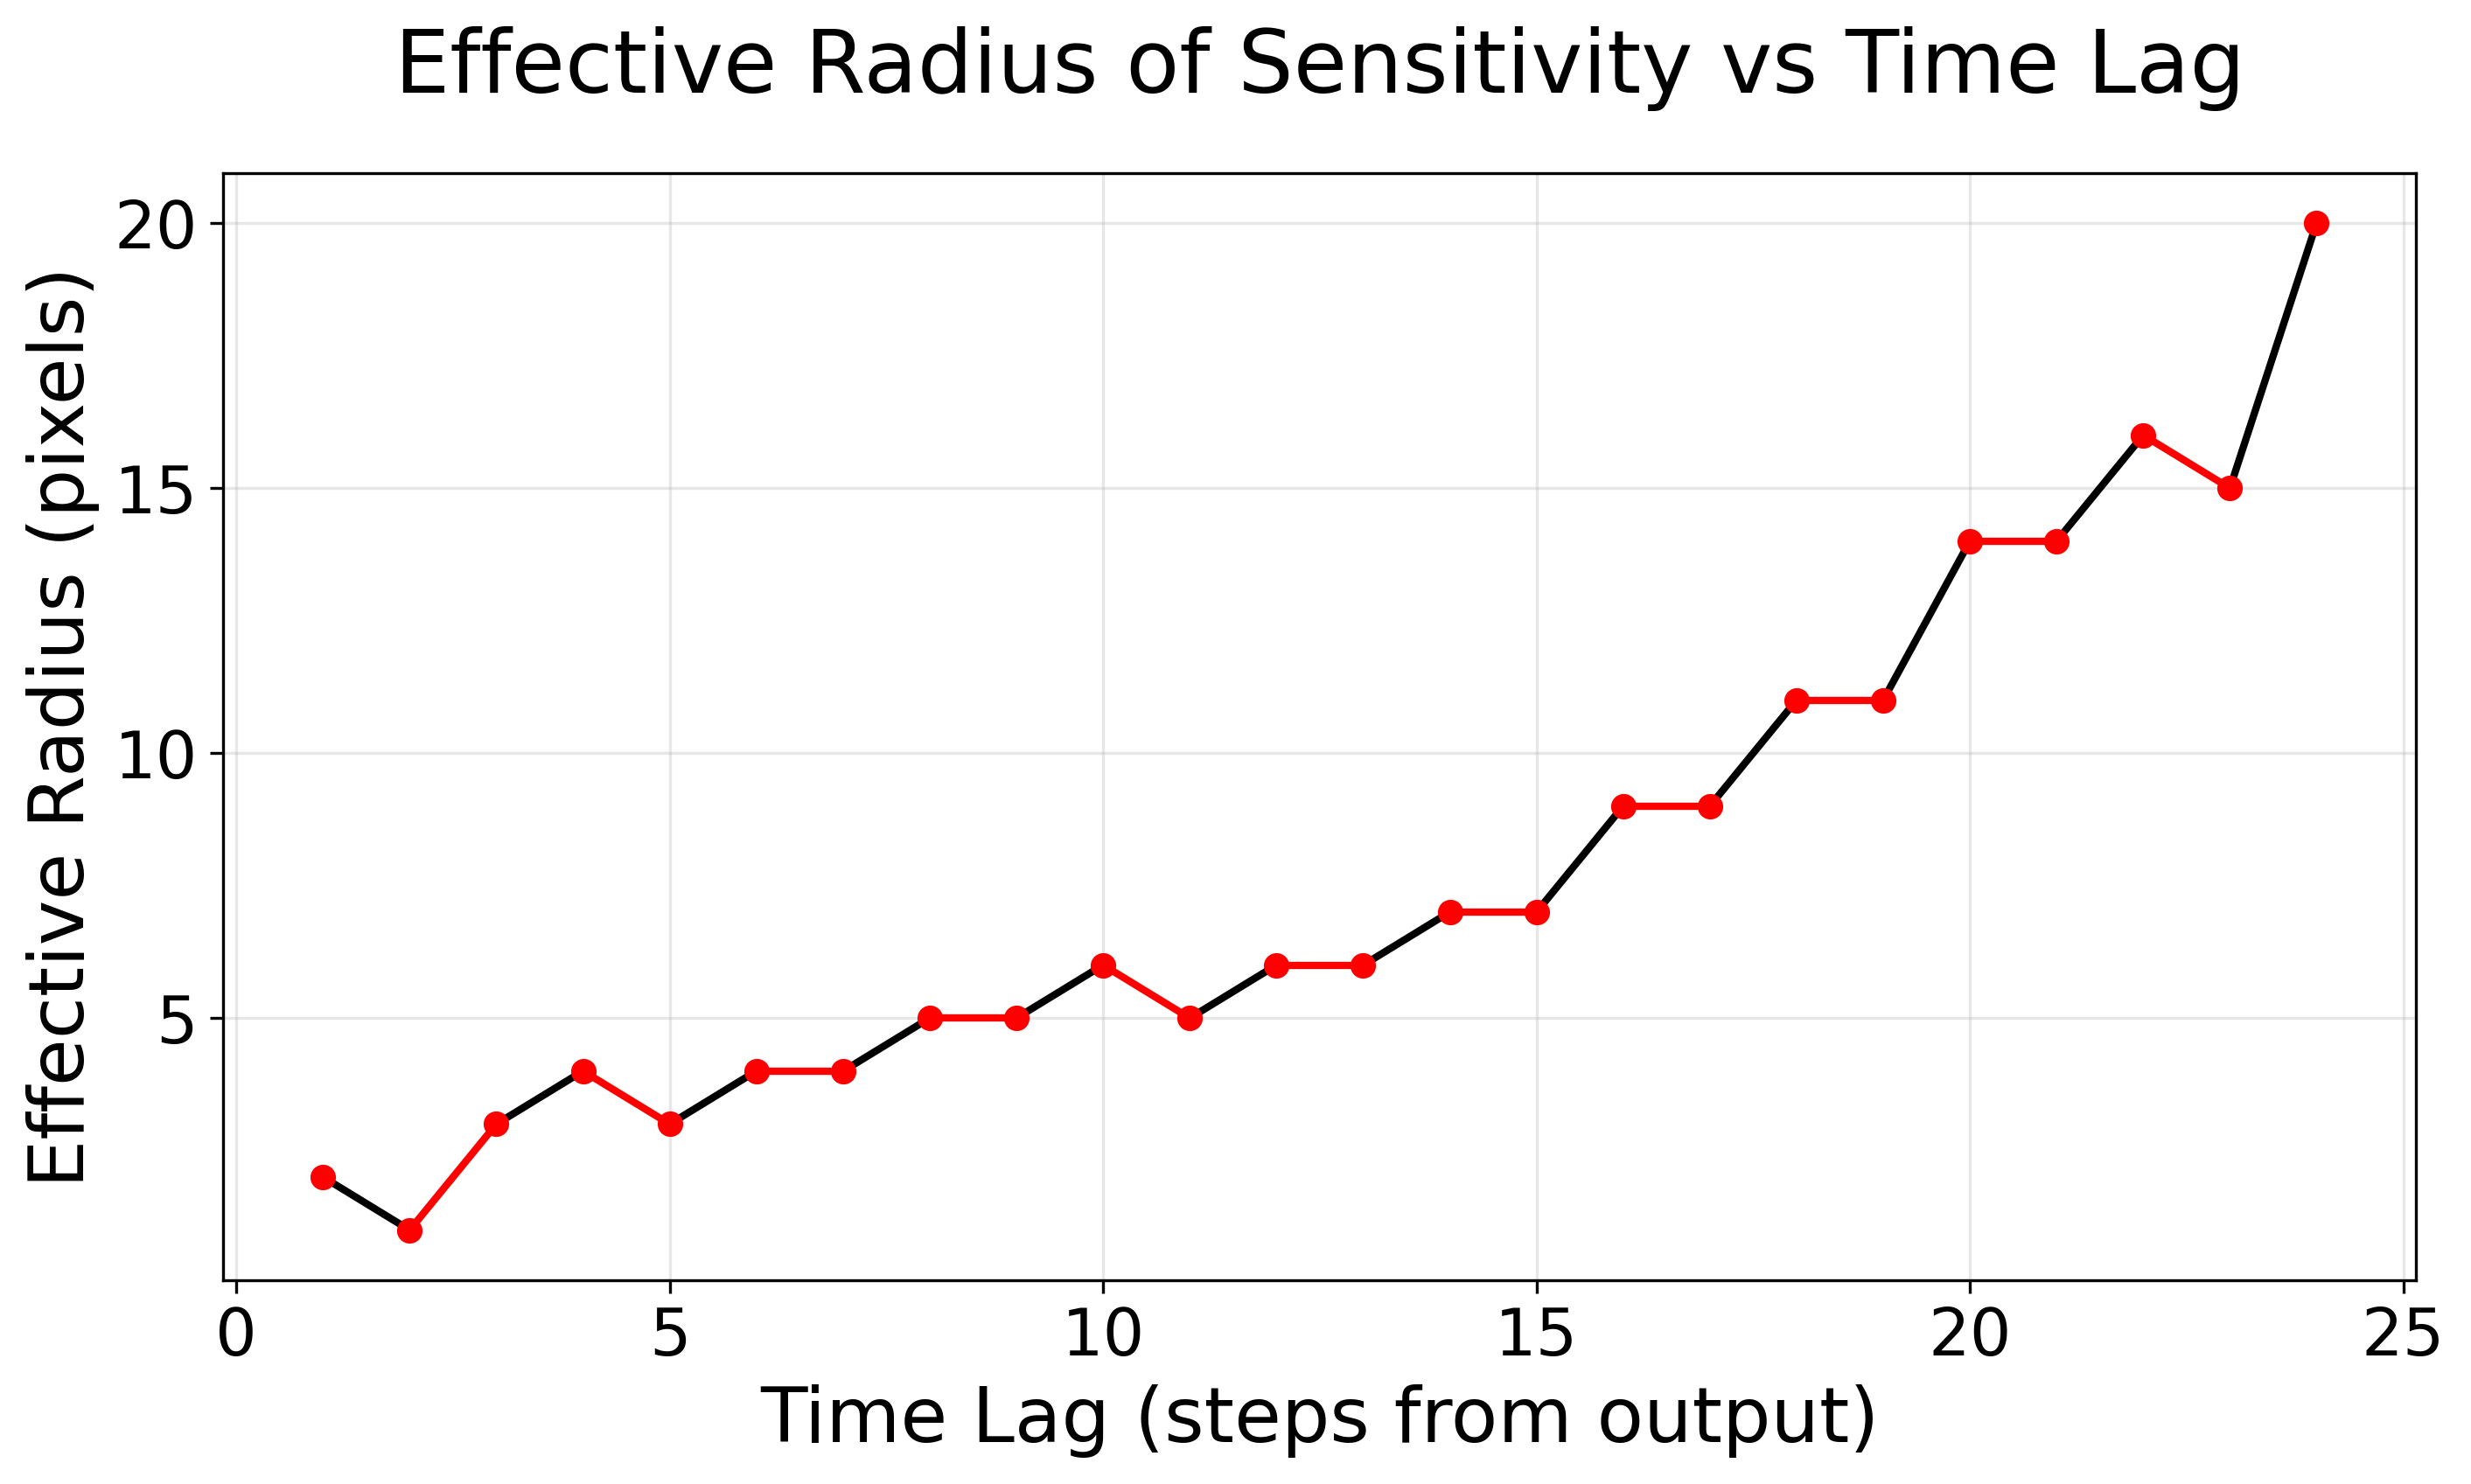 Effective Radius of Sensitivity vs Time Lag
Effective Radius (pixels)
20
15
10
5
0 5 10 15 20 25
Time Lag (steps from output)